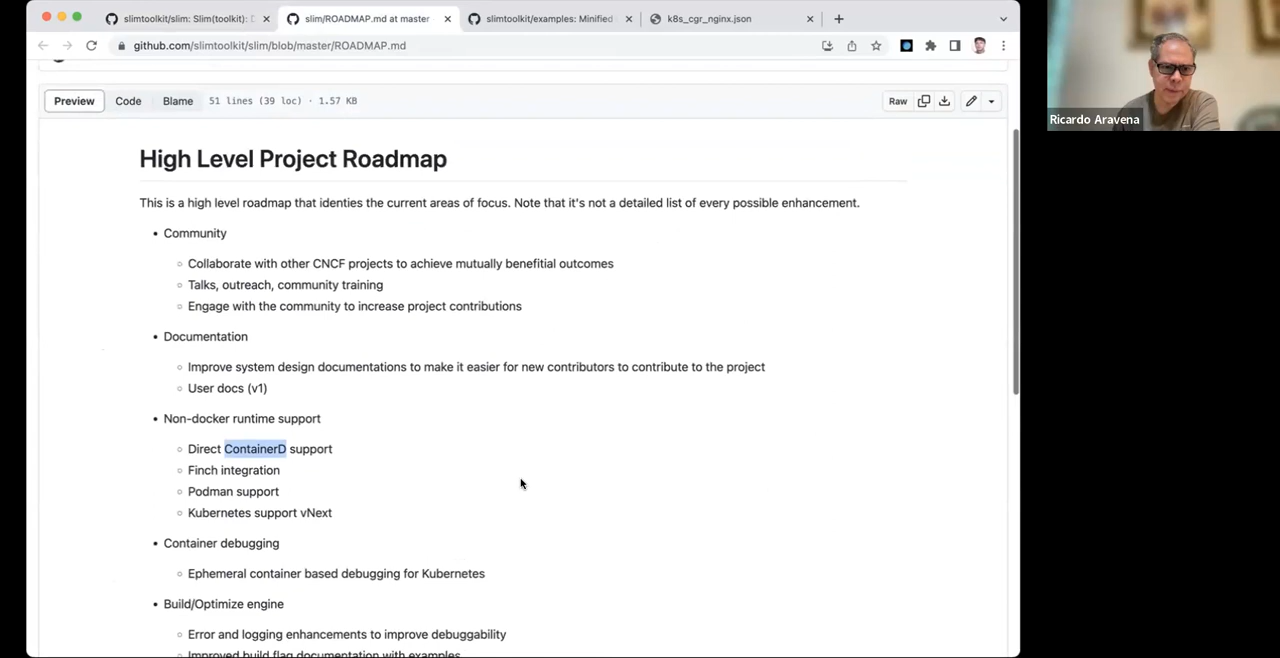 slimtoolkit/slim: Slim(toolkit): D
slim/ROADMAP.md at master
slimtoolkit/examples: Minified
k8s_cgr_nginx.json
github.com/slimtoolkit/slim/blob/master/ROADMAP.md
Preview Code Blame 51 lines (39 loc) · 1.57 KB Raw
High Level Project Roadmap
This is a high level roadmap that identies the current areas of focus. Note that it's not a detailed list of every possible enhancement.
• Community
○ Collaborate with other CNCF projects to achieve mutually benefitial outcomes
○ Talks, outreach, community training
○ Engage with the community to increase project contributions
• Documentation
○ Improve system design documentations to make it easier for new contributors to contribute to the project
○ User docs (v1)
• Non-docker runtime support
○ Direct ContainerD support
○ Finch integration
○ Podman support
○ Kubernetes support vNext
• Container debugging
○ Ephemeral container based debugging for Kubernetes
• Build/Optimize engine
○ Error and logging enhancements to improve debuggability
Improved build flag documentation with examples
Ricardo Aravena